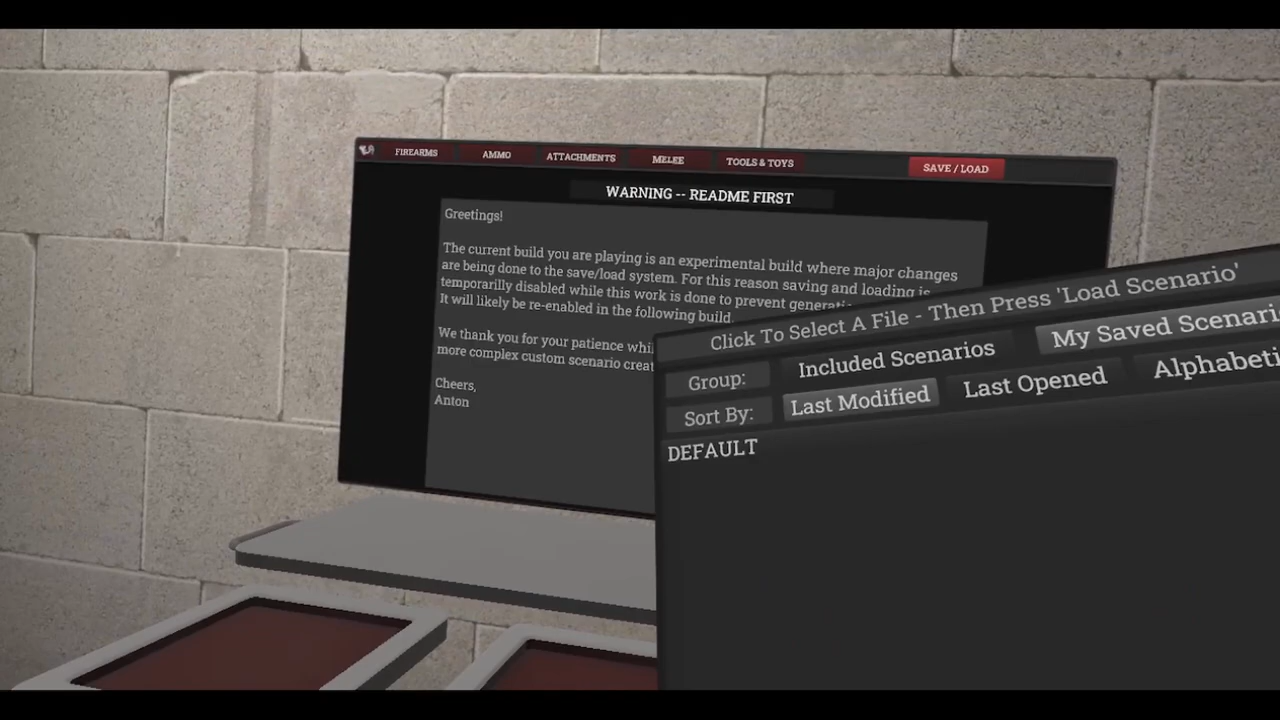 FIREARMS AMMO ATTACHMENTS MELEE TOOLS & TOYS SAVE / LOAD
WARNING -- README FIRST
Greetings!
The current build you are playing is an experimental build where major changes
are being done to the save/load system. For this reason saving and loading is
temporarilly disabled while this work is done to prevent
It will likely be re-enabled in the following build.
We thank you for your patience
more complex custom scenario
Cheers,
Anton
Click To Select A File - Then Press 'Load Scenario'
Group: Included Scenarios My Saved
Sort By: Last Modified Last Opened
DEFAULT